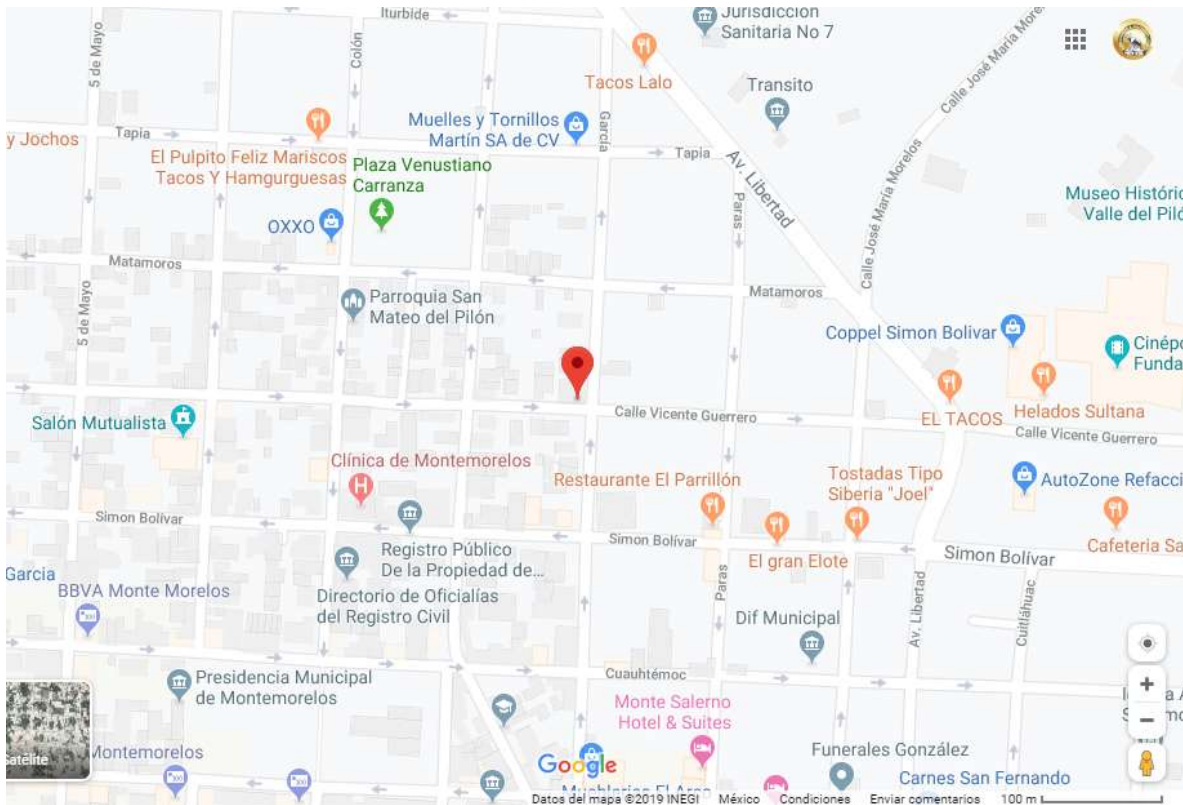 Iturbide
Jurisdicción
Sanitaria No 7
5 de Mayo
Colón
Calle José María More
Tacos Lalo
Transito
Muelles y Tornillos
Martín SA de CV
García
y Jochos
Tapia
Tapia
El Pulpito Feliz Mariscos
Tacos Y Hamgurguesas
Plaza Venustiano
Carranza
Av. Libertad
Calle José María Morelos
Paras
Museo Históric
Valle del Piló
OXXO
Matamoros
Matamoros
5 de Mayo
Parroquia San
Mateo del Pilón
Coppel Simon Bolivar
Cinépo
Funda
Salón Mutualista
Calle Vicente Guerrero
EL TACOS
Helados Sultana
Calle Vicente Guerrero
Clínica de Montemorelos
Restaurante El Parrillón
Tostadas Tipo
Siberia "Joel"
AutoZone Refacci
Simon Bolívar
Simon Bolívar
Simon Bolívar
Cafeteria Sa
Registro Público
De la Propiedad de...
El gran Elote
Garcia
BBVA Monte Morelos
Directorio de Oficialías
del Registro Civil
Paras
Av. Libertad
Cuitláhuac
Dif Municipal
Presidencia Municipal
de Montemorelos
Cuauhtémoc
Monte Salerno
Hotel & Suites
Satélite
Montemorelos
Google
Funerales González
Carnes San Fernando
Datos del mapa ©2019 INEGI México Condiciones Enviar comentarios 100 m